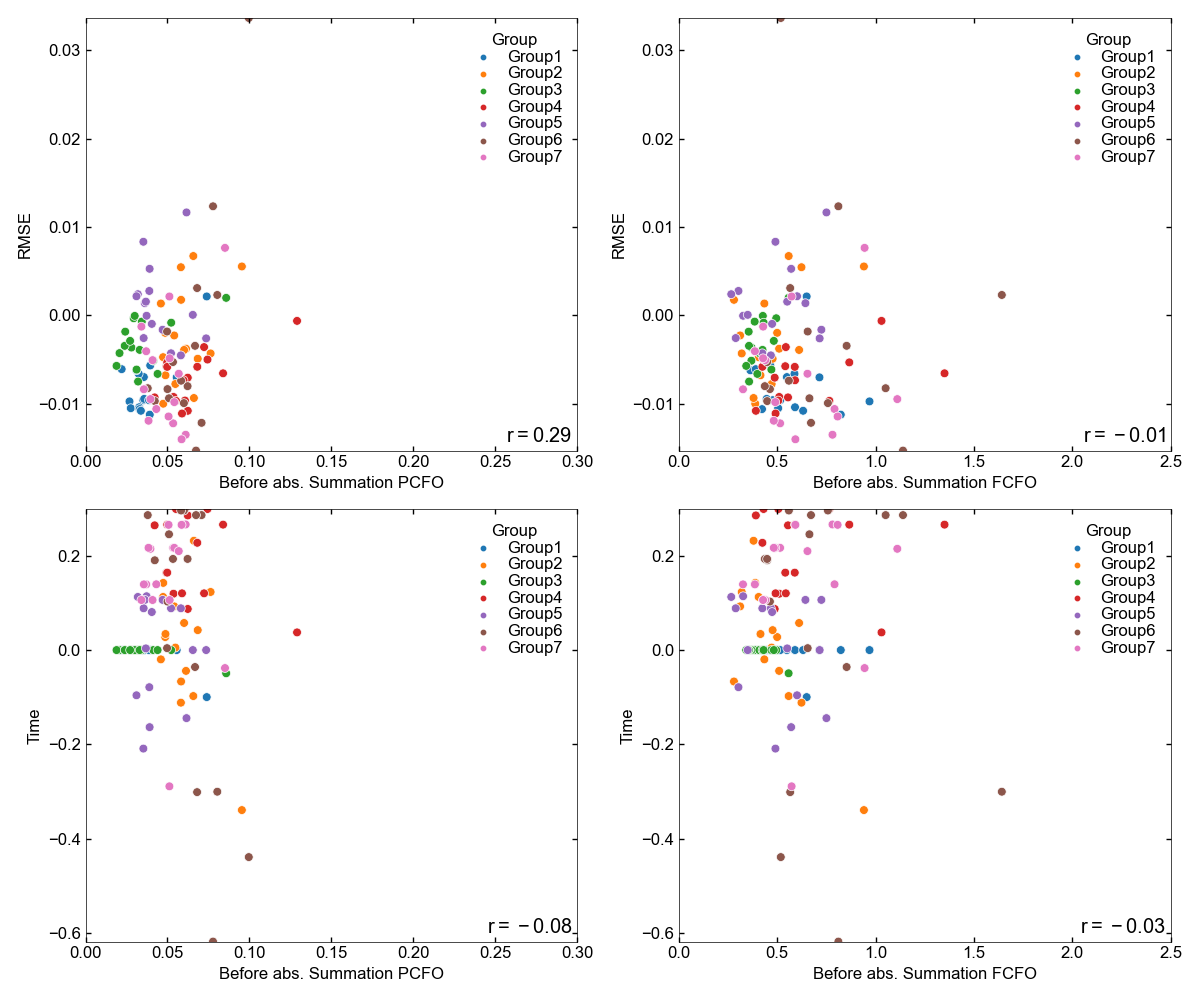 0.03
0.02
0.01
0.00
−0.01
RMSE
Group
Group1
Group2
Group3
Group4
Group5
Group6
Group7
r = 0.29
0.00 0.05 0.10 0.15 0.20 0.25 0.30
Before abs. Summation PCFO
0.03
0.02
0.01
0.00
−0.01
RMSE
Group
Group1
Group2
Group3
Group4
Group5
Group6
Group7
r = −0.01
0.0 0.5 1.0 1.5 2.0 2.5
Before abs. Summation FCFO
0.2
0.0
−0.2
−0.4
−0.6
Time
Group
Group1
Group2
Group3
Group4
Group5
Group6
Group7
r = −0.08
0.00 0.05 0.10 0.15 0.20 0.25 0.30
Before abs. Summation PCFO
0.2
0.0
−0.2
−0.4
−0.6
Time
Group
Group1
Group2
Group3
Group4
Group5
Group6
Group7
r = −0.03
0.0 0.5 1.0 1.5 2.0 2.5
Before abs. Summation FCFO